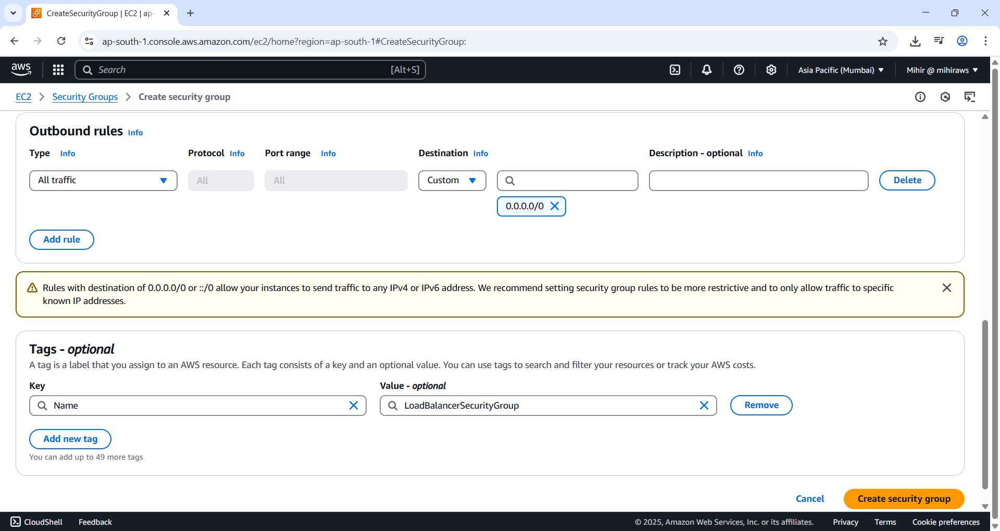 CreateSecurityGroup | EC2 | ap-
ap-south-1.console.aws.amazon.com/ec2/home?region=ap-south-1#CreateSecurityGroup:
aws
Search [Alt+S]
Asia Pacific (Mumbai)
Mihir @ mihiraws
EC2 > Security Groups > Create security group
Outbound rules Info
Type Info Protocol Info Port range Info Destination Info Description - optional Info
All traffic All All Custom Delete
0.0.0.0/0
Add rule
Rules with destination of 0.0.0.0/0 or ::/0 allow your instances to send traffic to any IPv4 or IPv6 address. We recommend setting security group rules to be more restrictive and to only allow traffic to specific
known IP addresses.
Tags - optional
A tag is a label that you assign to an AWS resource. Each tag consists of a key and an optional value. You can use tags to search and filter your resources or track your AWS costs.
Key Value - optional
Name LoadBalancerSecurityGroup Remove
Add new tag
You can add up to 49 more tags
Cancel Create security group
CloudShell Feedback © 2025, Amazon Web Services, Inc. or its affiliates. Privacy Terms Cookie preferences